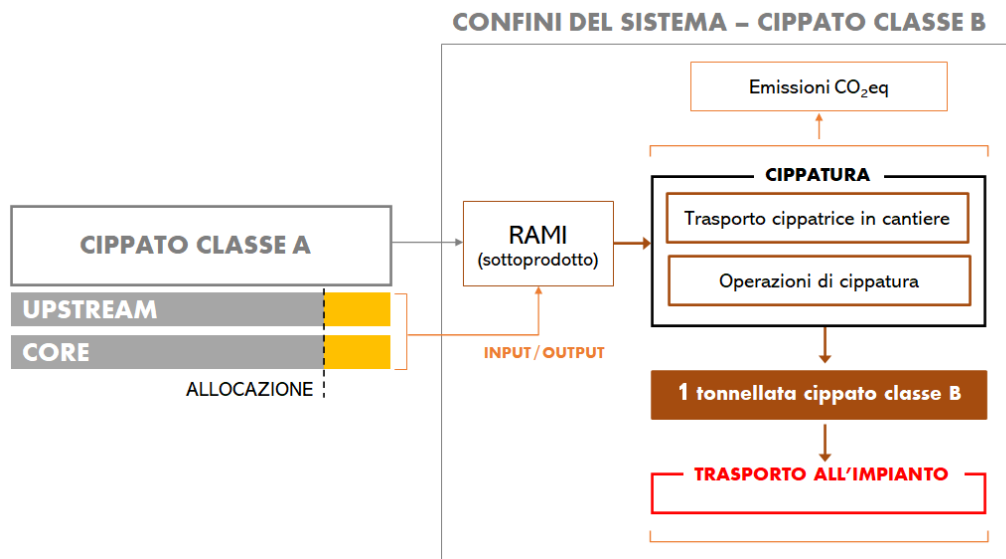 CONFINI DEL SISTEMA – CIPPATO CLASSE B
Emissioni CO₂eq
CIPPATURA
Trasporto cippatrice in cantiere
Operazioni di cippatura
CIPPATO CLASSE A
RAMI
(sottoprodotto)
UPSTREAM
CORE
INPUT/OUTPUT
ALLOCAZIONE
1 tonnellata cippato classe B
TRASPORTO ALL'IMPIANTO